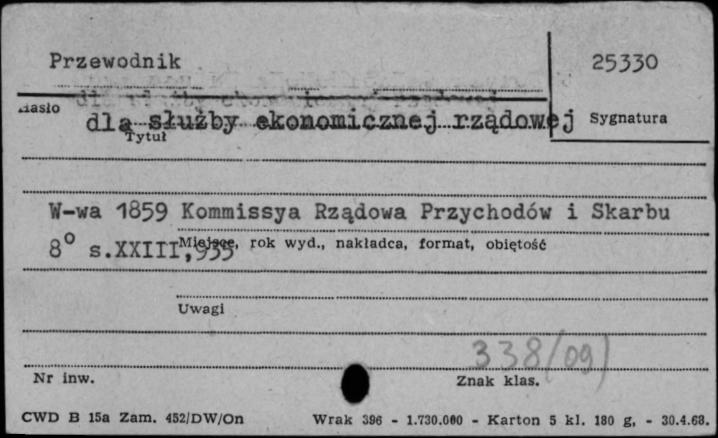 Przewodnik
25330
Hasło
dlą służby ekonomicznej rządowej
Sygnatura
Tytuł
W-wa 1859 Kommissya Rządowa Przychodów i Skarbu
Miejsce, rok wyd., nakładca, format, objętość
8° s.XXIII,935
Uwagi
338/09)
Nr inw.
Znak klas.
CWD B 15a Zam. 452/DW/On
Wrak 396 - 1.730.000 - Karton 5 kl. 180 g, - 30.4.68.